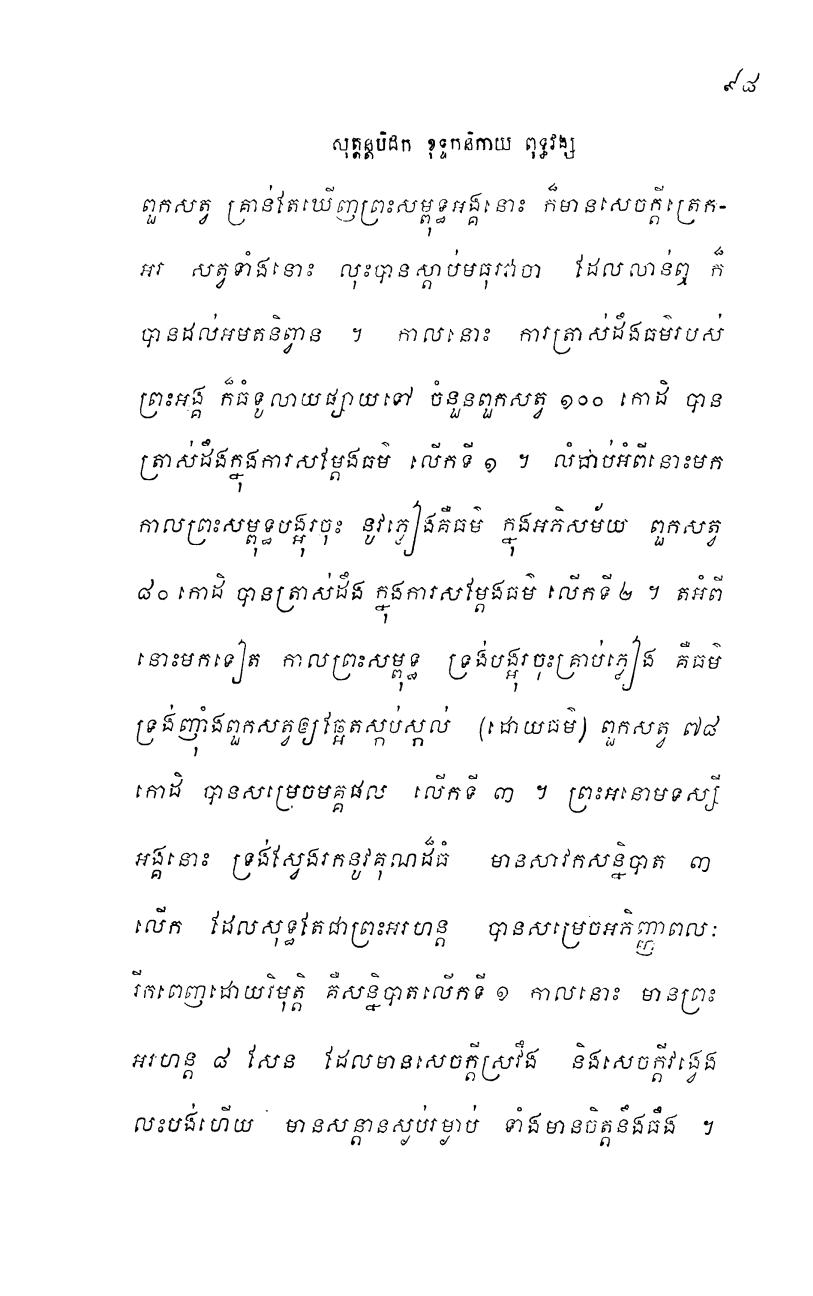 ៩៨
សុត្តន្តបិដក ខុទ្ទកនិកាយ ពុទ្ធវង្ស
ពួកសត្វ គ្រាន់តែឃើញព្រះសម្ពុទ្ធអង្គនោះ ក៏មានសេចក្តីត្រេក-
អរ សត្វទាំងនោះ លុះបានស្តាប់មធុរវាចា ដែលលាន់ឮ ក៏
បានដល់អមតនិព្វាន ។ កាលនោះ ការត្រាស់ដឹងធម៌របស់
ព្រះអង្គ ក៏ធំទូលាយផ្សាយទៅ ចំនួនពួកសត្វ ១០០ កោដិ បាន
ត្រាស់ដឹងក្នុងការសម្តែងធម៌ លើកទី ១ ។ លំដាប់អំពីនោះមក
កាលព្រះសម្ពុទ្ធបង្អុរចុះ នូវភ្លៀងគឺធម៌ ក្នុងអភិសម័យ ពួកសត្វ
៨០ កោដិ បានត្រាស់ដឹង ក្នុងការសម្តែងធម៌ លើកទី ២ ។ តអំពី
នោះមកទៀត កាលព្រះសម្ពុទ្ធ ទ្រង់បង្អុរចុះគ្រាប់ភ្លៀង គឺធម៌
ទ្រង់ញ៉ាំងពួកសត្វឲ្យឆ្អែតស្កប់ស្កល់ (ដោយធម៌) ពួកសត្វ ៧៨
កោដិ បានសម្រេចមគ្គផល លើកទី ៣ ។ ព្រះអនោមទស្សី
អង្គនោះ ទ្រង់ស្វែងរកនូវគុណដ៏ធំ មានសាវកសន្និបាត ៣
លើក ដែលសុទ្ធតែជាព្រះអរហន្ត បានសម្រេចអភិញ្ញាពលៈ
រីកពេញដោយវិមុត្តិ គឺសន្និបាតលើកទី ១ កាលនោះ មានព្រះ
អរហន្ត ៨ សែន ដែលមានសេចក្តីស្រវឹង និងសេចក្តីវង្វេង
លះបង់ហើយ មានសន្តានស្ងប់រម្ងាប់ ទាំងមានចិត្តនឹងធឹង ។